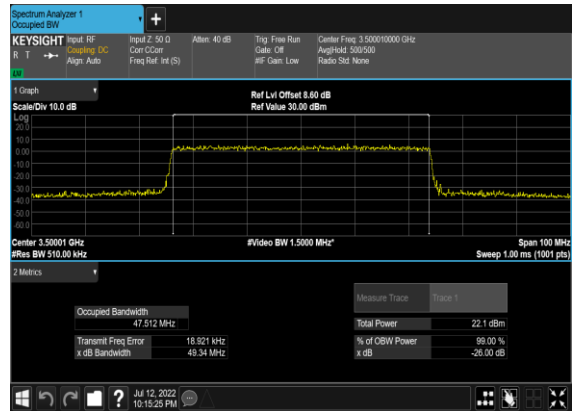 Spectrum Analyzer 1
Occupied BW
+
KEYSIGHT Input: RF Input Z: 50 Ω Atten: 40 dB Trig: Free Run Center Freq: 3.500010000 GHz
R T Coupling: DC Corr CCorr Gate: Off Avg|Hold: 500/500
Align: Auto Freq Ref: Int (S) #IF Gain: Low Radio Std: None
1 Graph
Ref Lvl Offset 8.60 dB
Scale/Div 10.0 dB Ref Value 30.00 dBm
Log
20.0
10.0
0.00
-10.0
-20.0
-30.0
-40.0
-50.0
-60.0
Center 3.50001 GHz #Video BW 1.5000 MHz* Span 100 MHz
#Res BW 510.00 kHz Sweep 1.00 ms (1001 pts)
2 Metrics
Measure Trace Trace 1
Occupied Bandwidth
47.512 MHz Total Power 22.1 dBm
Transmit Freq Error 18.921 kHz % of OBW Power 99.00 %
x dB Bandwidth 49.34 MHz x dB -26.00 dB
Jul 12, 2022
10:15:25 PM